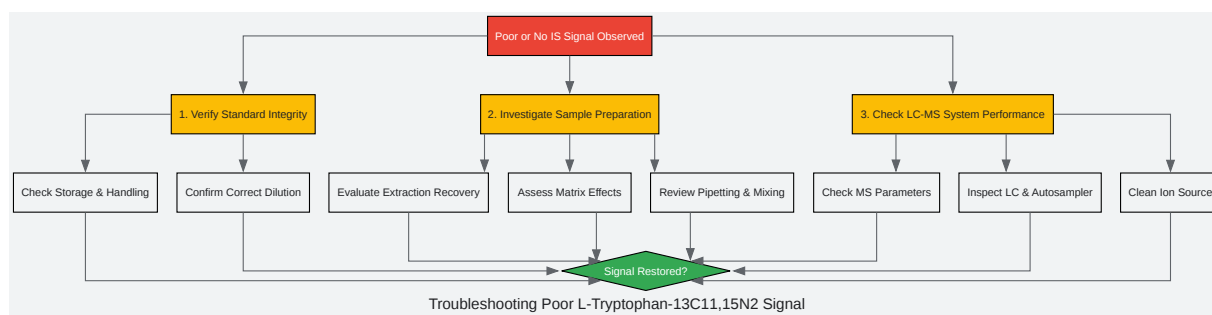 Poor or No IS Signal Observed
1. Verify Standard Integrity
2. Investigate Sample Preparation
3. Check LC-MS System Performance
Check Storage & Handling
Confirm Correct Dilution
Evaluate Extraction Recovery
Assess Matrix Effects
Review Pipetting & Mixing
Check MS Parameters
Inspect LC & Autosampler
Clean Ion Source
Signal Restored?
Troubleshooting Poor L-Tryptophan-13C11,15N2 Signal